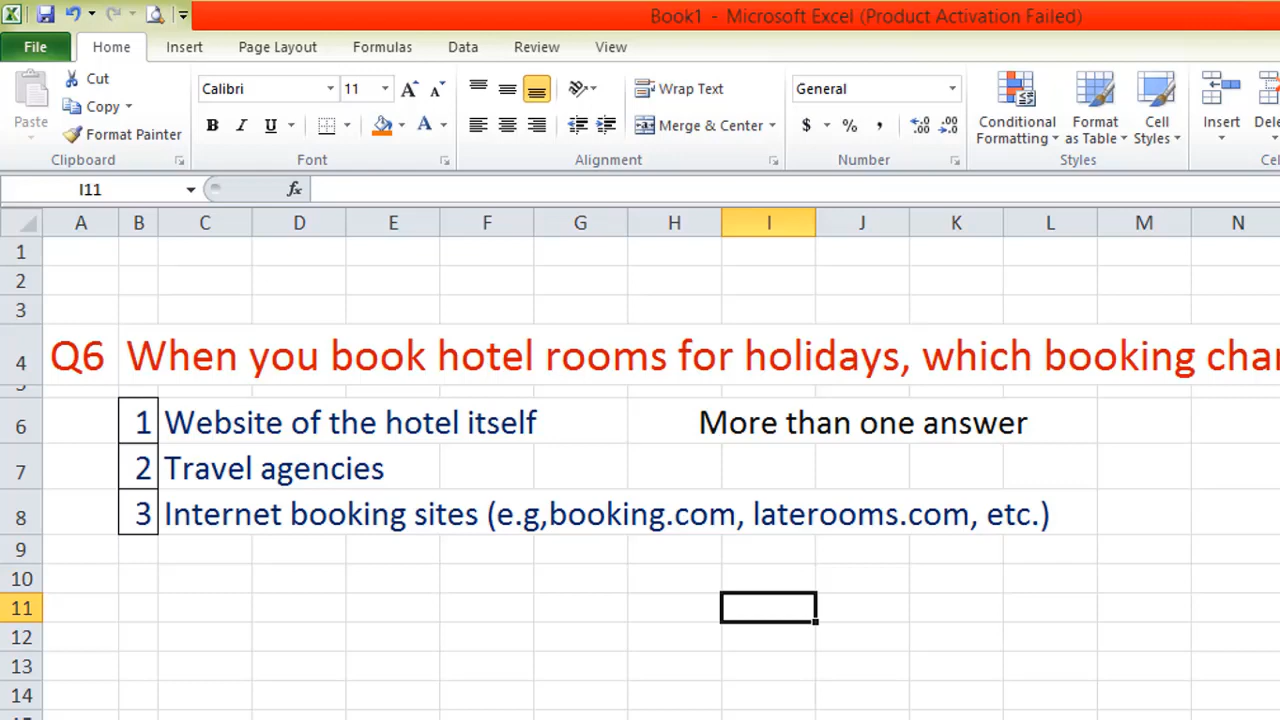 Book1 - Microsoft Excel (Product Activation Failed)
File Home Insert Page Layout Formulas Data Review View
Paste Cut Copy Format Painter Clipboard
Calibri 11 A A B I U A Font
Wrap Text Merge & Center Alignment
General $ % , .00 .0 Number
Conditional Formatting Format as Table Cell Styles Styles
Insert
I11 fx
A B C D E F G H I J K L M N
1
2
3
4 Q6 When you book hotel rooms for holidays, which booking
6 1 Website of the hotel itself More than one answer
7 2 Travel agencies
8 3 Internet booking sites (e.g,booking.com, laterooms.com, etc.)
9
10
11
12
13
14